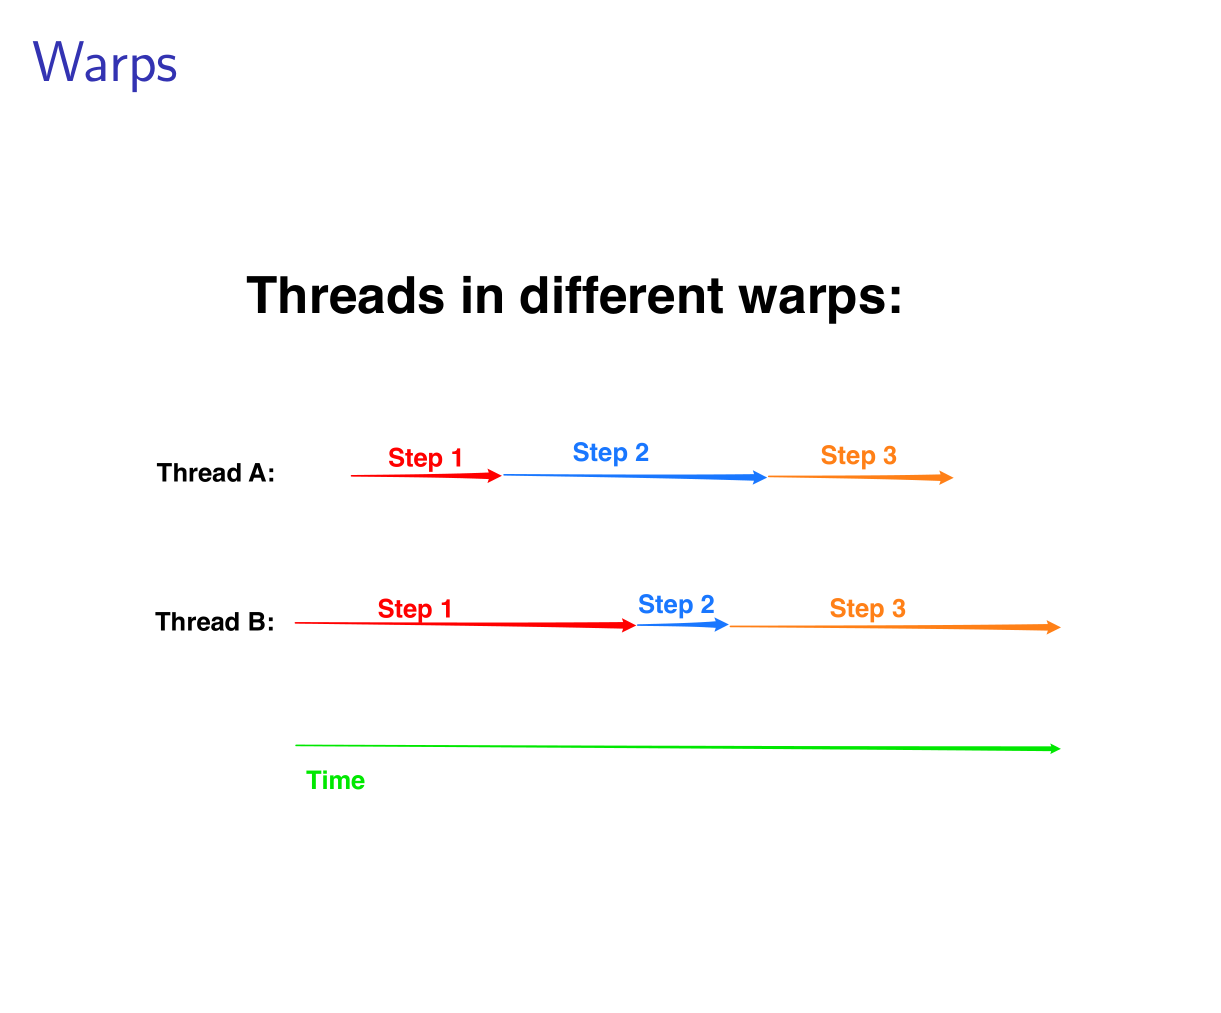 Warps
Threads in different warps:
Thread A:
Step 1
Step 2
Step 3
Thread B:
Step 1
Step 2
Step 3
Time